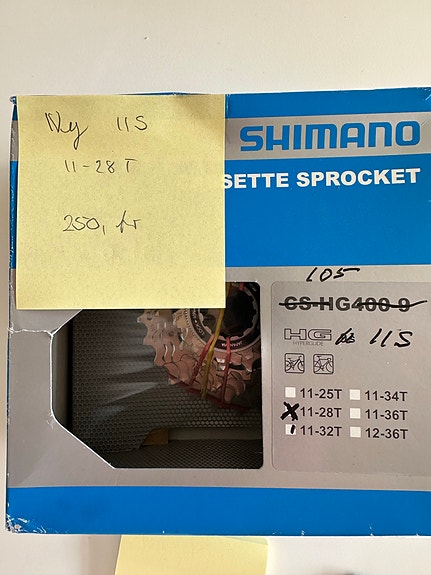 Ny 11S
11-28T
250,- kr
SHIMANO
SETTE SPROCKET
105
CS-HG400-9
HG 11S
HYPERGLIDE
11-25T 11-34T
11-28T 11-36T
11-32T 12-36T